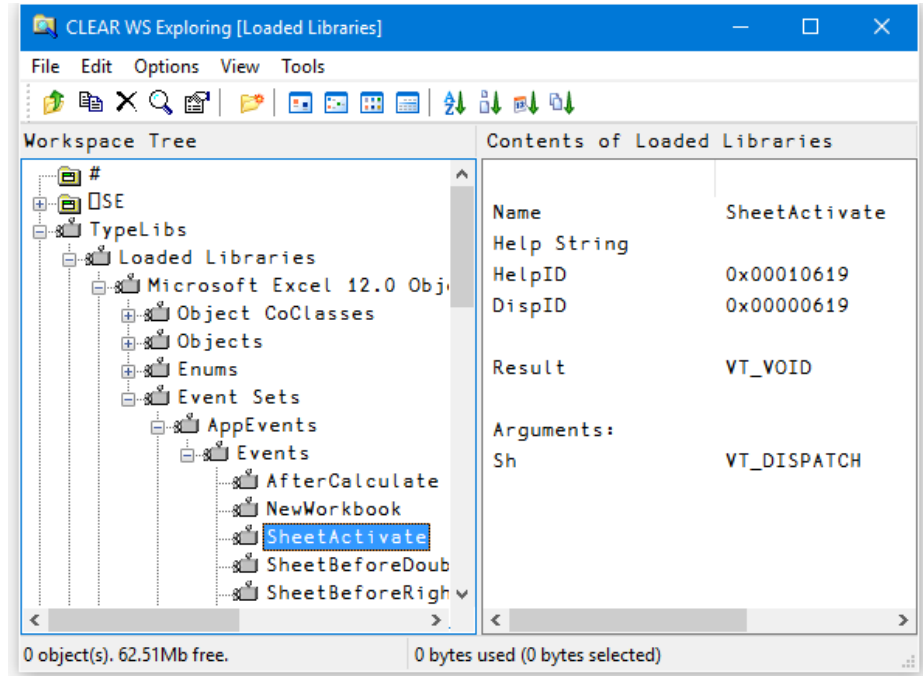 CLEAR WS Exploring [Loaded Libraries]
File Edit Options View Tools
Workspace Tree
#
⎕SE
TypeLibs
Loaded Libraries
Microsoft Excel 12.0 Obj
Object CoClasses
Objects
Enums
Event Sets
AppEvents
Events
AfterCalculate
NewWorkbook
SheetActivate
SheetBeforeDoub
SheetBeforeRigh
Contents of Loaded Libraries
Name SheetActivate
Help String
HelpID 0x00010619
DispID 0x00000619
Result VT_VOID
Arguments:
Sh VT_DISPATCH
0 object(s). 62.51Mb free.
0 bytes used (0 bytes selected)